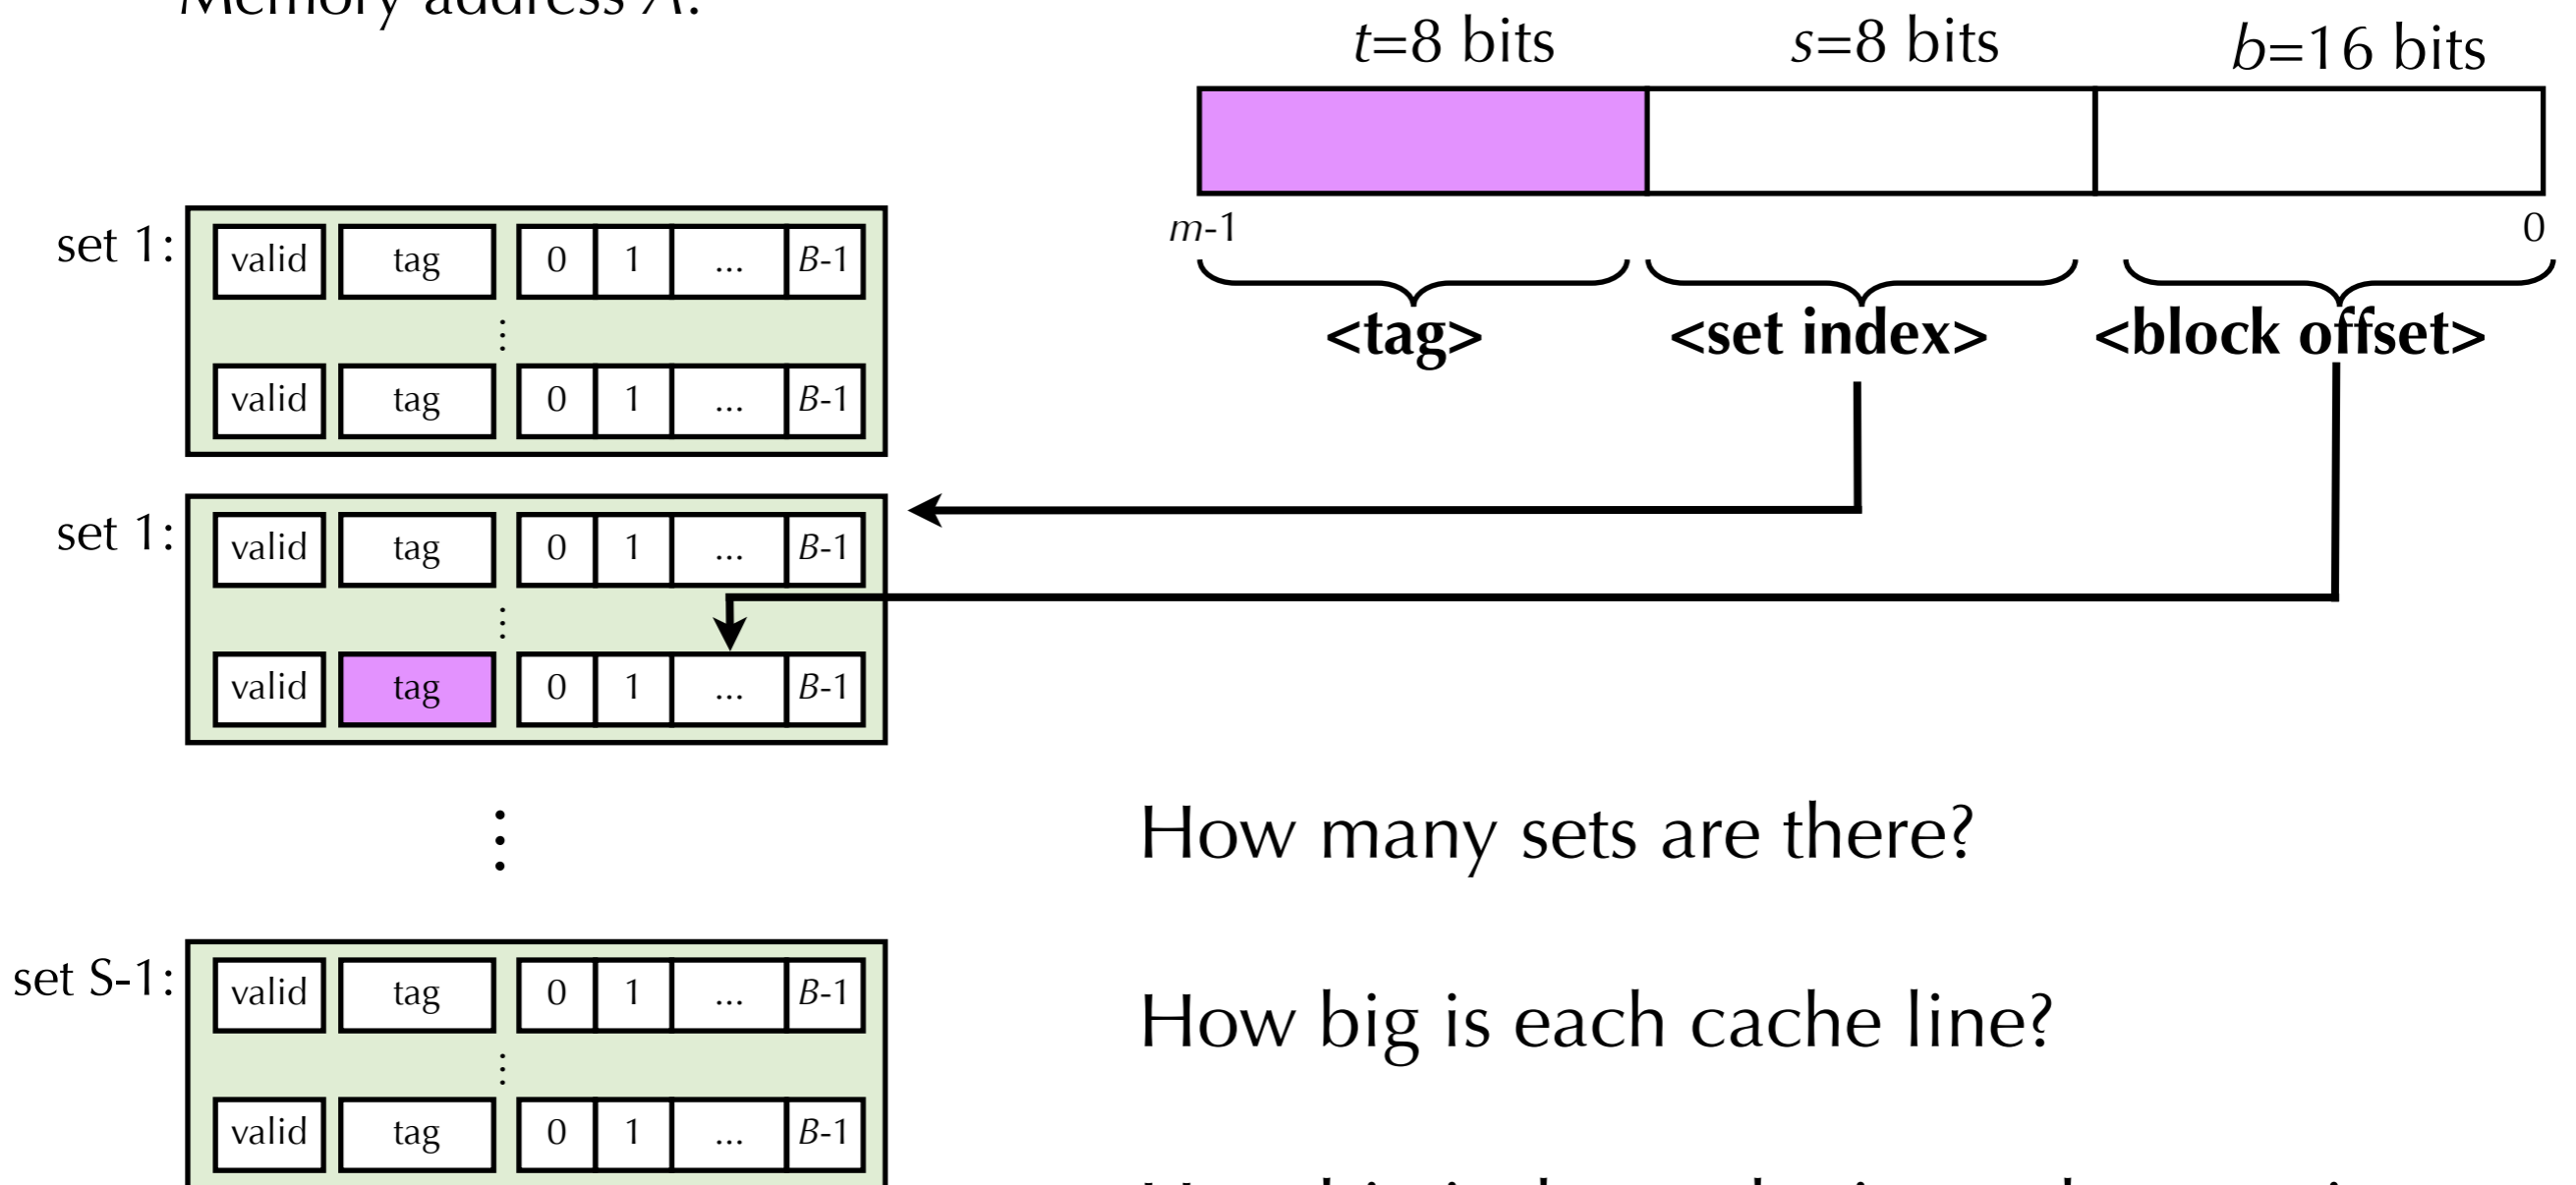 Memory address A:
t=8 bits s=8 bits b=16 bits
m-1 0
<tag> <set index> <block offset>
set 1:
valid tag 0 1 ... B-1
⋮
valid tag 0 1 ... B-1
set 1:
valid tag 0 1 ... B-1
⋮
valid tag 0 1 ... B-1
⋮
set S-1:
valid tag 0 1 ... B-1
⋮
valid tag 0 1 ... B-1
How many sets are there?
How big is each cache line?